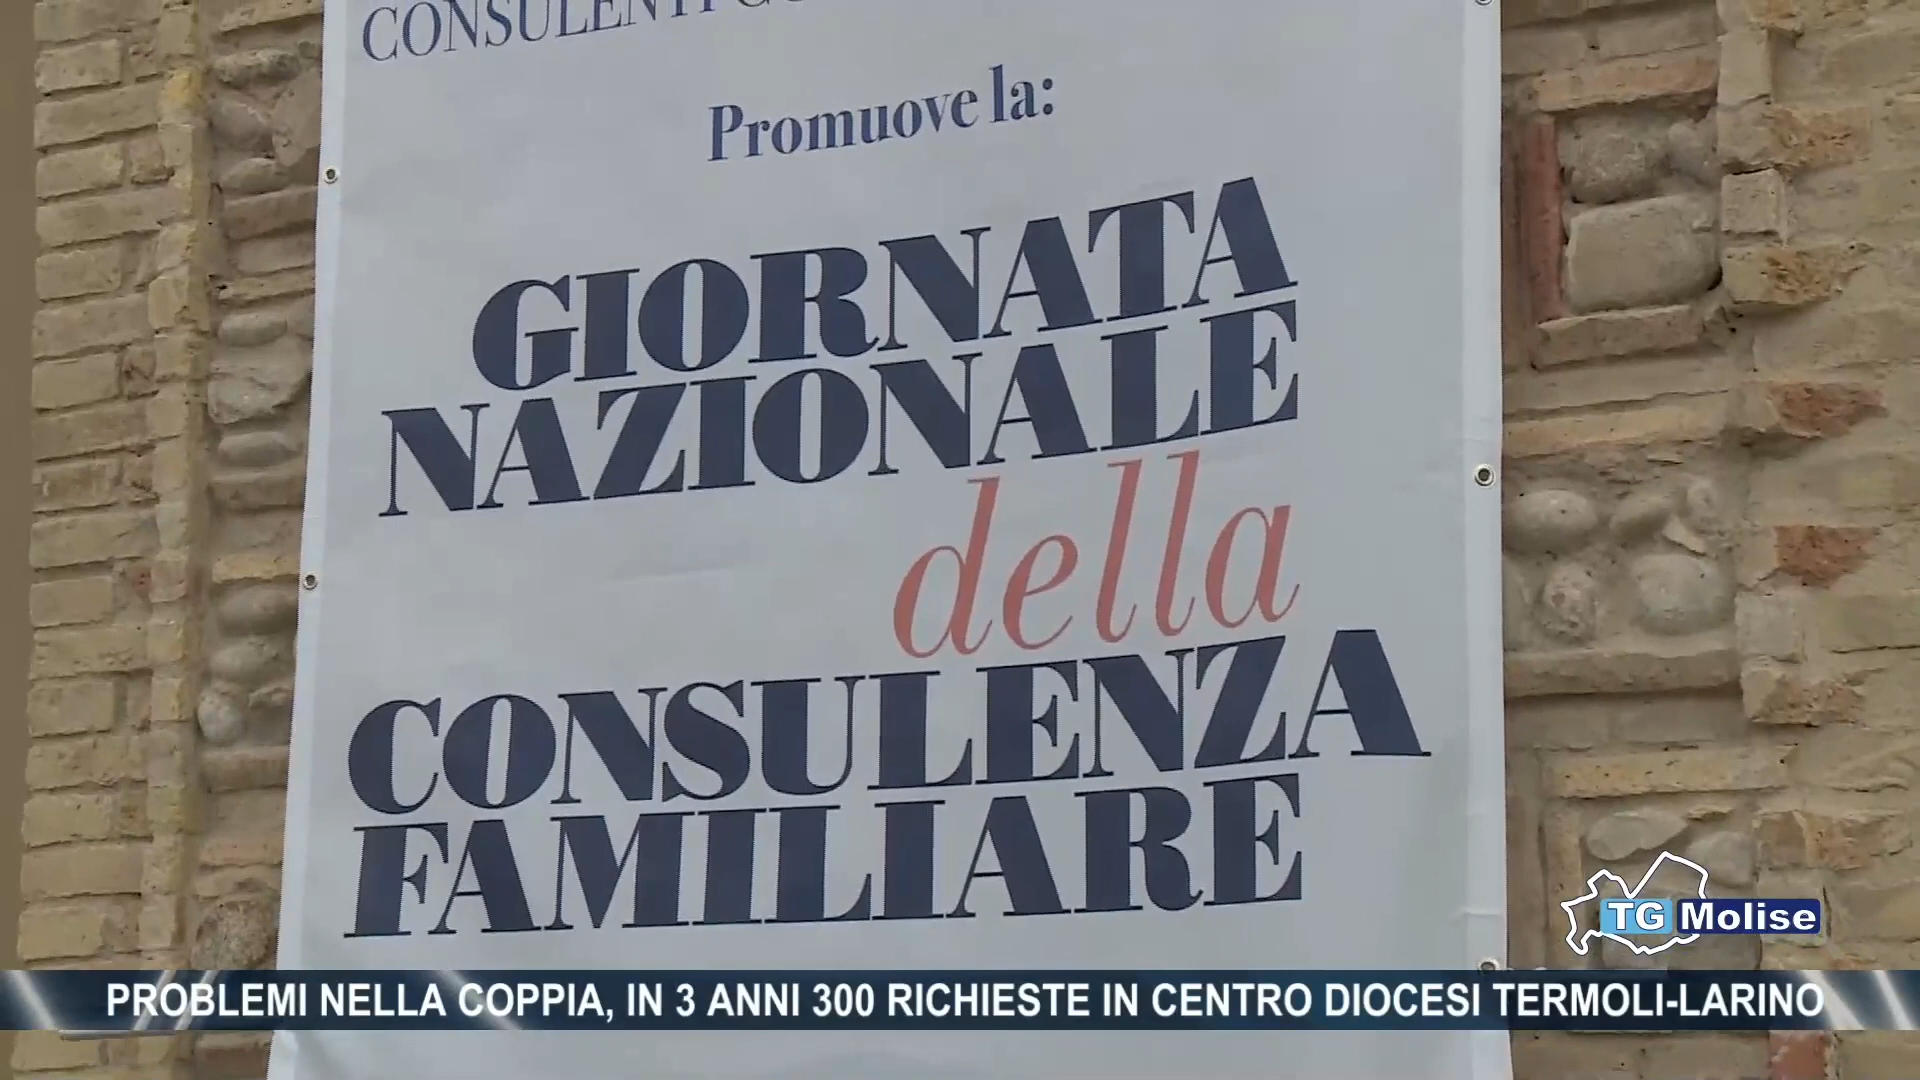 CONSULENTI
Promuove la:
GIORNATA
NAZIONALE
della
CONSULENZA
FAMILIARE
TG Molise
PROBLEMI NELLA COPPIA, IN 3 ANNI 300 RICHIESTE IN CENTRO DIOCESI TERMOLI-LARINO